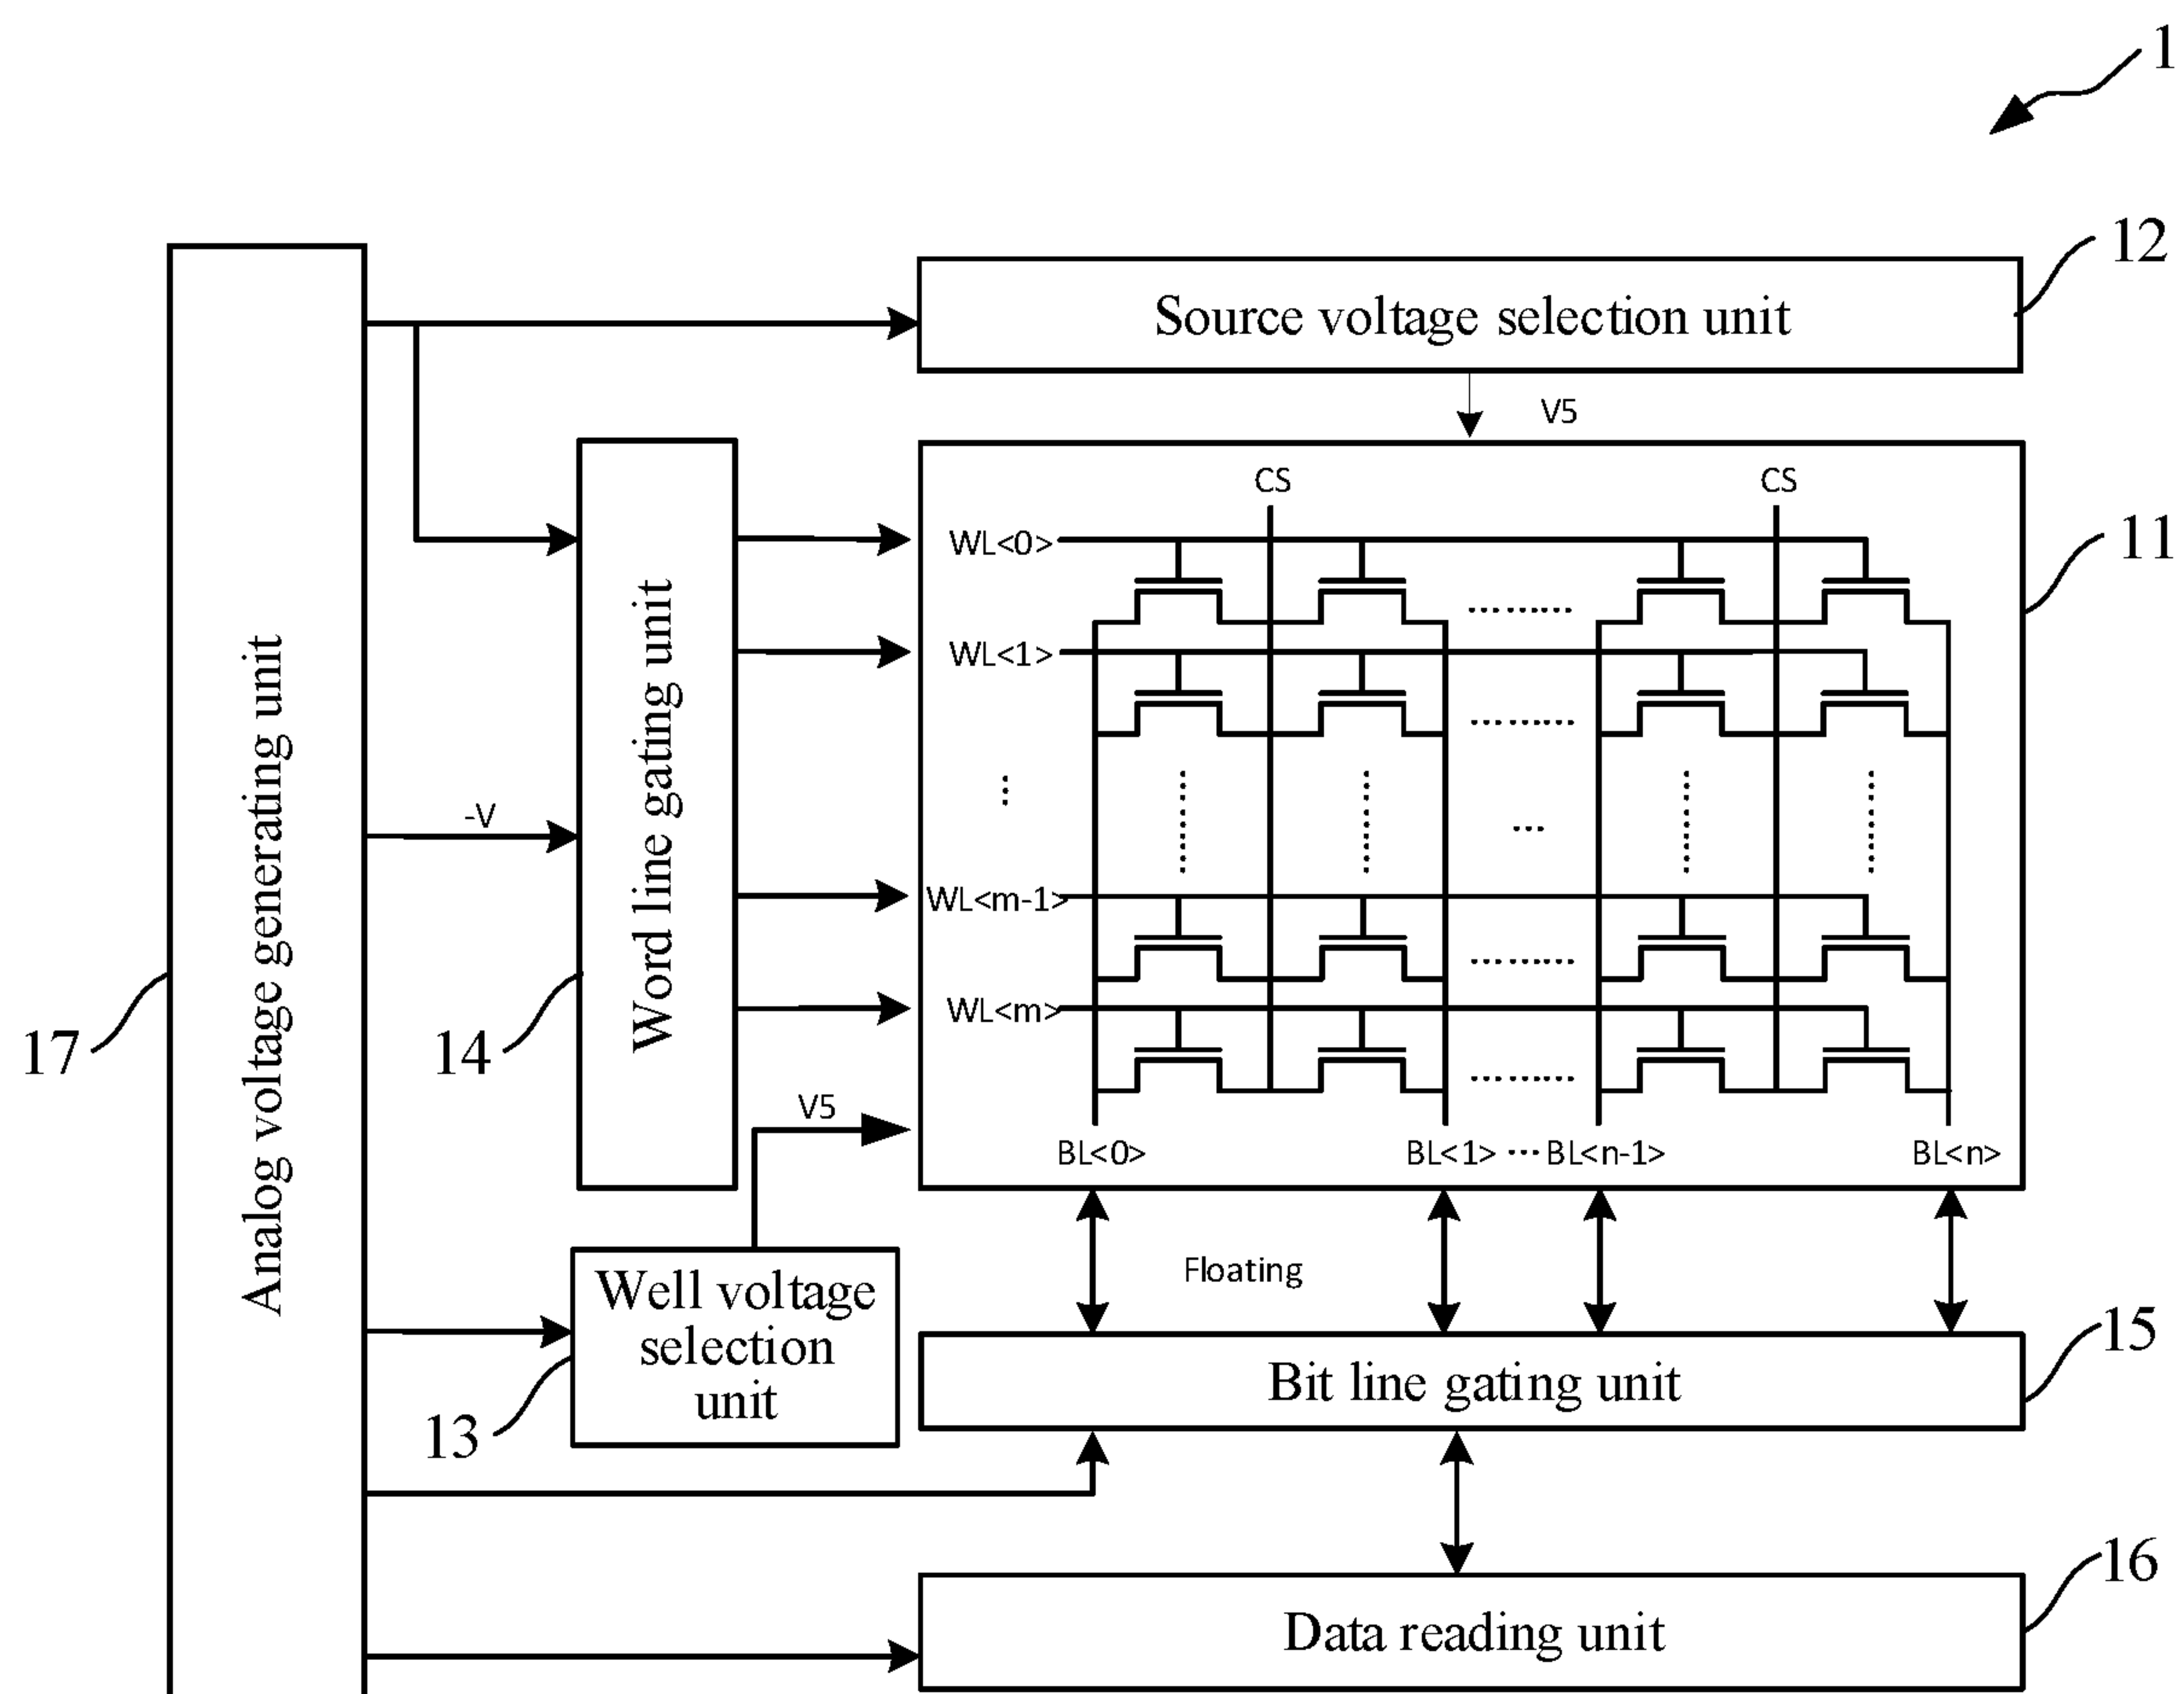 1
12
Source voltage selection unit
V5
CS CS
11
WL<0>
WL<1>
Analog voltage generating unit
Word line gating unit
-V
WL<m-1>
WL<m>
17
14
V5
BL<0> BL<1> ··· BL<n-1> BL<n>
Floating
Well voltage
selection
unit
13
15
Bit line gating unit
16
Data reading unit